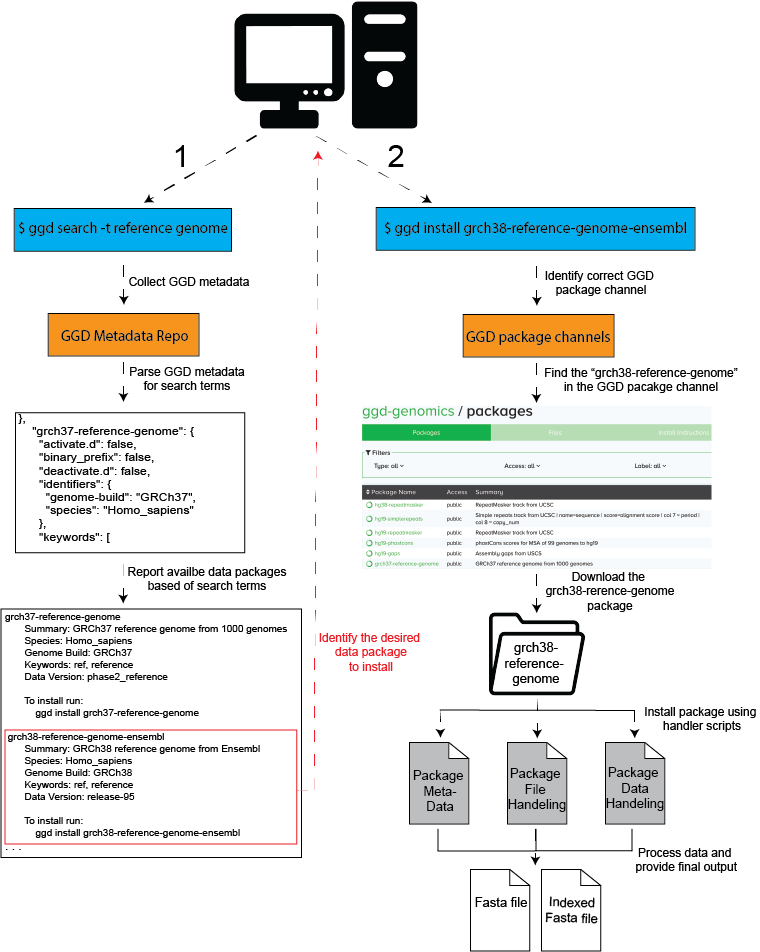 1
2
$ ggd search -t reference genome
Collect GGD metadata
GGD Metadata Repo
Parse GGD metadata
for search terms
},
"grch37-reference-genome": {
"activate.d": false,
"binary_prefix": false,
"deactivate.d": false,
"identifiers": {
"genome-build": "GRCh37",
"species": "Homo_sapiens"
},
"keywords": [
Report availbe data packages
based of search terms
grch37-reference-genome
Summary: GRCh37 reference genome from 1000 genomes
Species: Homo_sapiens
Genome Build: GRCh37
Keywords: ref, reference
Data Version: phase2_reference
To install run:
ggd install grch37-reference-genome
grch38-reference-genome-ensembl
Summary: GRCh38 reference genome from Ensembl
Species: Homo_sapiens
Genome Build: GRCh38
Keywords: ref, reference
Data Version: release-95
To install run:
ggd install grch38-reference-genome-ensembl
. . .
Identify the desired
data package
to install
$ ggd install grch38-reference-genome-ensembl
Identify correct GGD
package channel
GGD package channels
Find the “grch38-reference-genome”
in the GGD pacakge channel
ggd-genomics / packages
Packages Files Install Instructions
Filters
Type: all Access: all Label: all
Package Name Access Summary
hg38-repeatmasker public RepeatMasker track from UCSC
hg19-simplerepeats public Simple repeats track from UCSC | name=sequence | score=alignment score | col 7 = period |
col 8 = copy_num
hg19-repeatmasker public RepeatMasker track from UCSC
hg19-phastcons public phastCons scores for MSA of 99 genomes to hg19
hg19-gaps public Assembly gaps from USCS
grch37-reference-genome public GRCh37 reference genome from 1000 genomes
Download the
grch38-rerence-genome
package
grch38-
reference-
genome
Install package using
handler scripts
Package
Meta-
Data
Package
File
Handeling
Package
Data
Handeling
Process data and
provide final output
Fasta file
Indexed
Fasta file